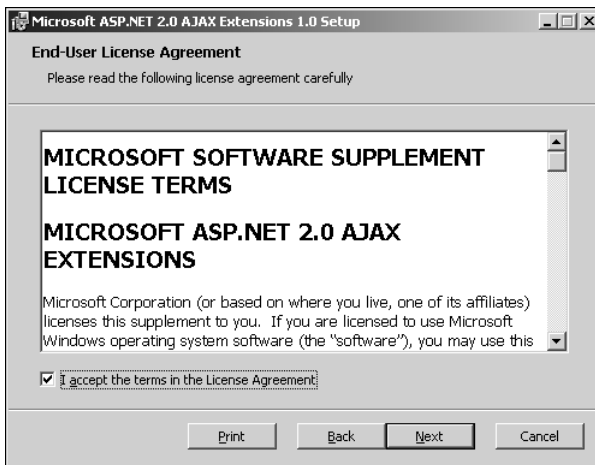 Microsoft ASP.NET 2.0 AJAX Extensions 1.0 Setup
End-User License Agreement
Please read the following license agreement carefully
MICROSOFT SOFTWARE SUPPLEMENT
LICENSE TERMS
MICROSOFT ASP.NET 2.0 AJAX
EXTENSIONS
Microsoft Corporation (or based on where you live, one of its affiliates)
licenses this supplement to you.  If you are licensed to use Microsoft
Windows operating system software (the "software"), you may use this
I accept the terms in the License Agreement
Print Back Next Cancel